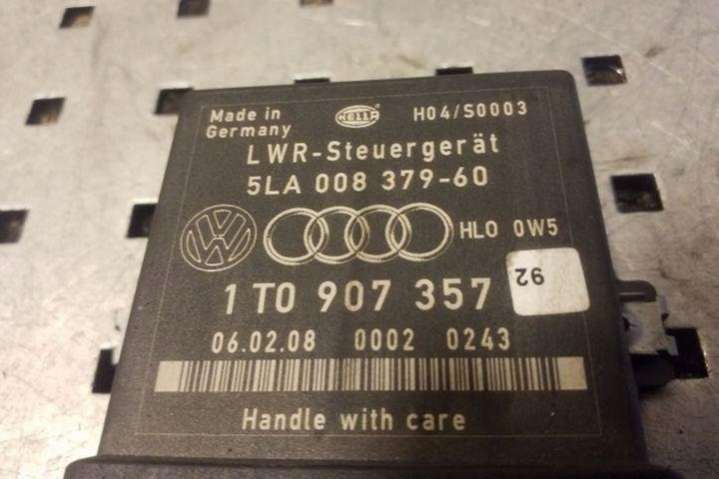 Made in
Germany
HELLA
H04/S0003
LWR-Steuergerät
5LA 008 379-60
VW
HLO 0W5
1T0 907 357
92
06.02.08 0002 0243
Handle with care